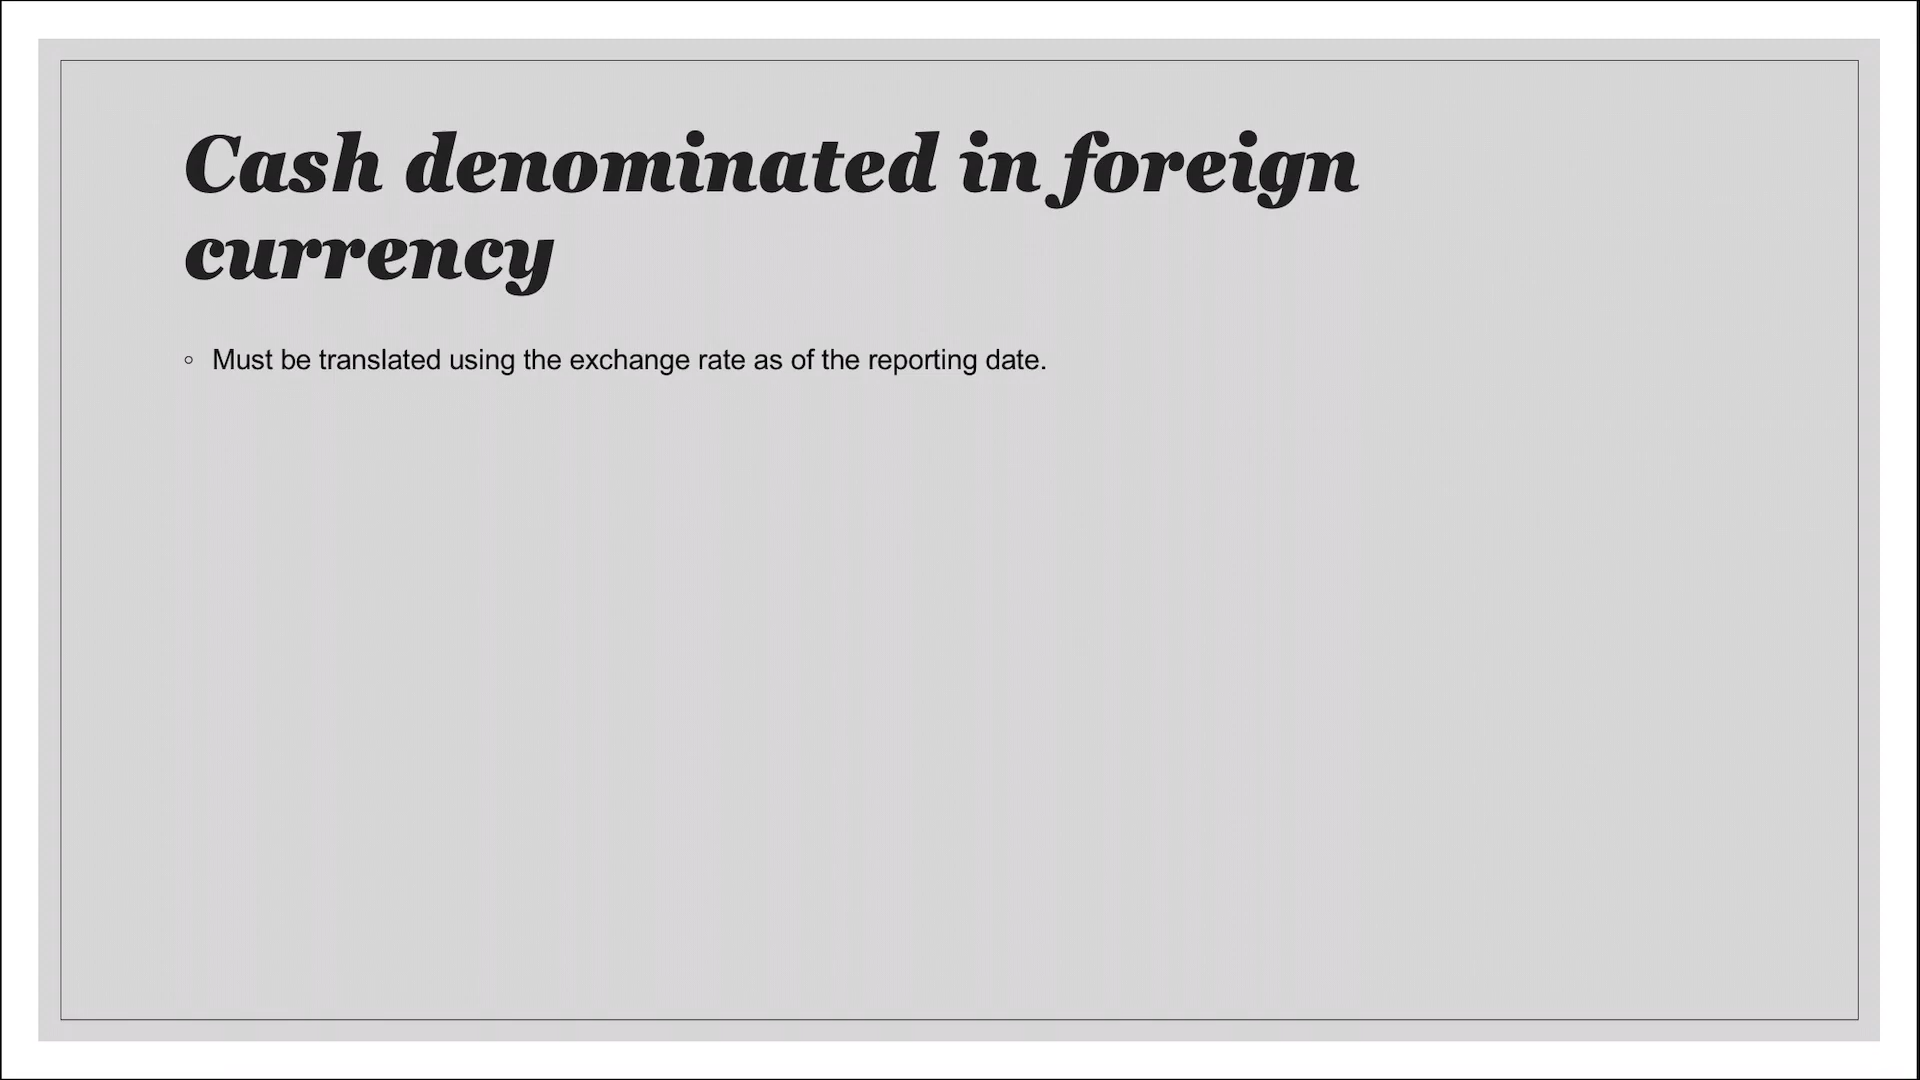 Cash denominated in foreign
currency
◦ Must be translated using the exchange rate as of the reporting date.